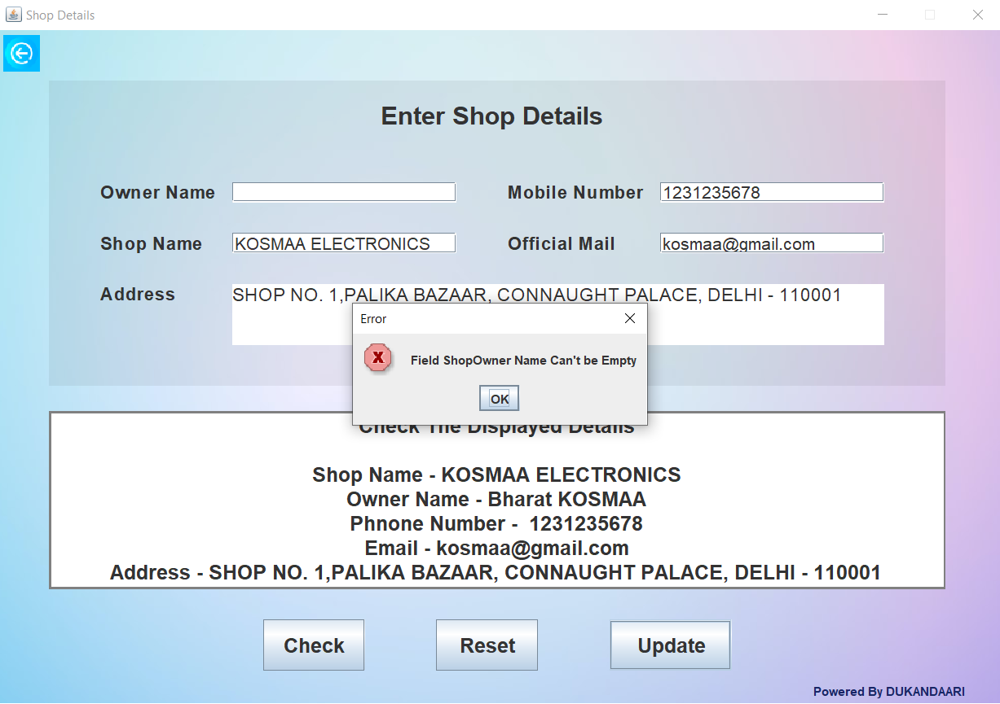 Shop Details
Enter Shop Details
Owner Name
Mobile Number 1231235678
Shop Name KOSMAA ELECTRONICS
Official Mail kosmaa@gmail.com
Address SHOP NO. 1,PALIKA BAZAAR, CONNAUGHT PALACE, DELHI - 110001
Error
X
Field ShopOwner Name Can't be Empty
OK
Check The Displayed Details
Shop Name - KOSMAA ELECTRONICS
Owner Name - Bharat KOSMAA
Phnone Number -  1231235678
Email - kosmaa@gmail.com
Address - SHOP NO. 1,PALIKA BAZAAR, CONNAUGHT PALACE, DELHI - 110001
Check
Reset
Update
Powered By DUKANDAARI